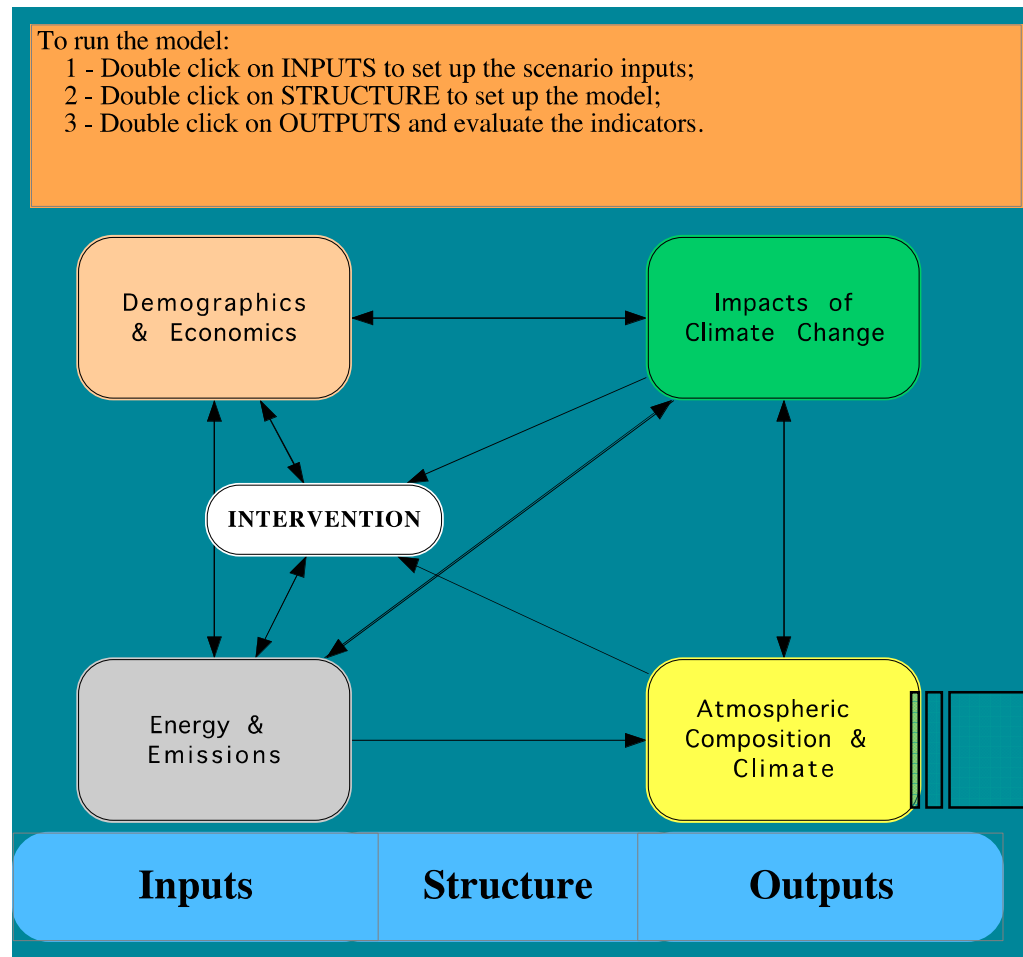 To run the model:
1 - Double click on INPUTS to set up the scenario inputs;
2 - Double click on STRUCTURE to set up the model;
3 - Double click on OUTPUTS and evaluate the indicators.
Demographics
& Economics
Impacts of
Climate Change
INTERVENTION
Energy &
Emissions
Atmospheric
Composition &
Climate
Inputs
Structure
Outputs